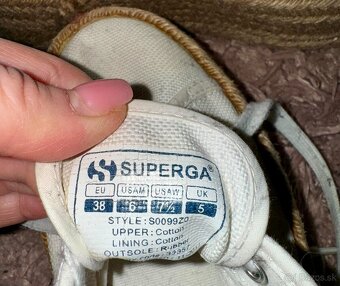 SUPERGA®
EU USAM USAW UK
38 6 7½ 5
STYLE: S0099Z0
UPPER: Cotton
LINING: Cotton
OUTSOLE: Rubber